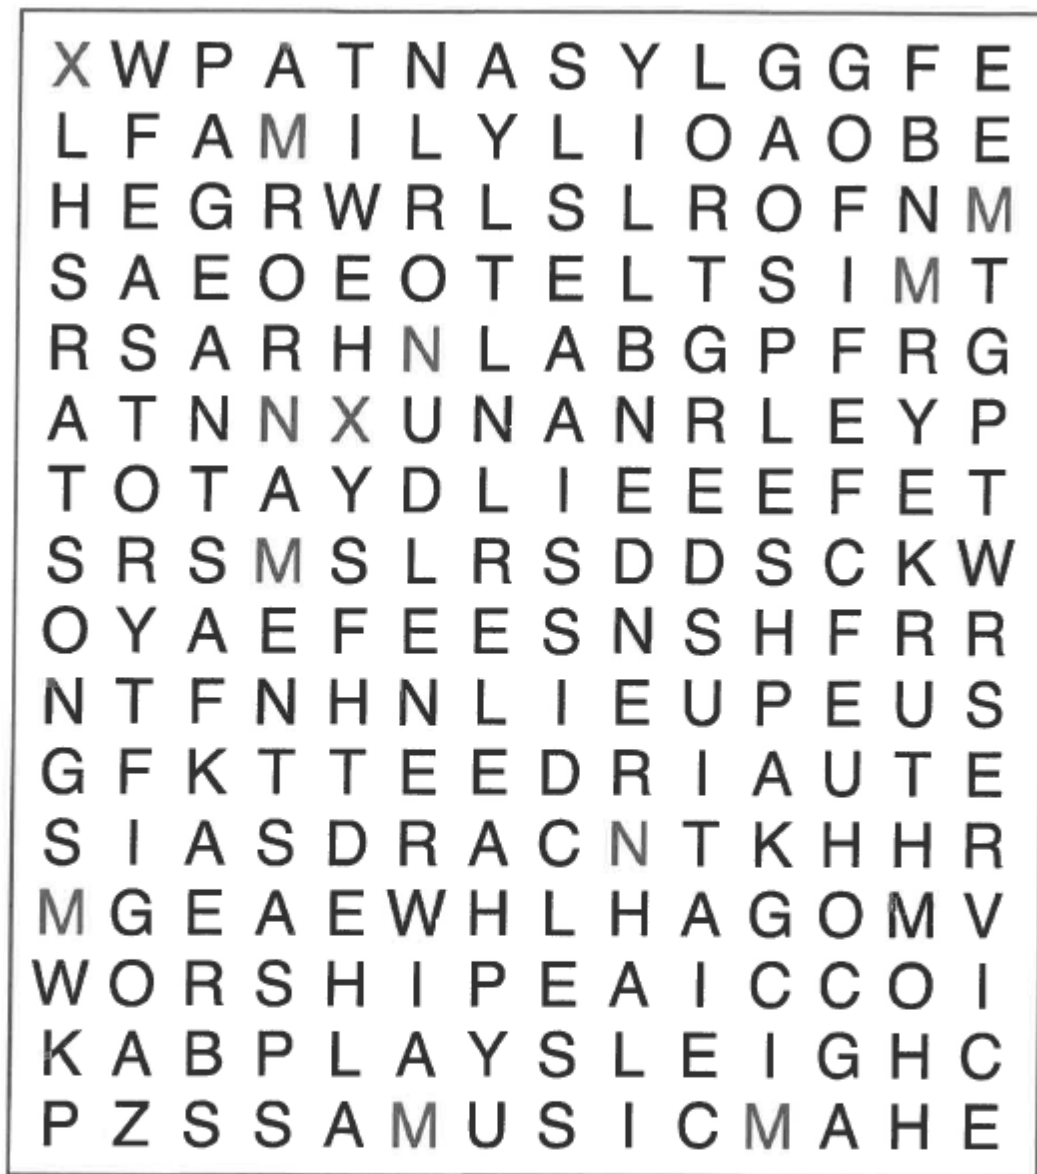 X W P A T N A S Y L G G F E
L F A M I L Y L I O A O B E
H E G R W R L S L R O F N M
S A E O E O T E L T S I M T
R S A R H N L A B G P F R G
A T N N X U N A N R L E Y P
T O T A Y D L I E E E F E T
S R S M S L R S D D S C K W
O Y A E F E E S N S H F R R
N T F N H N L I E U P E U S
G F K T T E E D R I A U T E
S I A S D R A C N T K H H R
M G E A E W H L H A G O M V
W O R S H I P E A I C C O I
K A B P L A Y S L E I G H C
P Z S S A M U S I C M A H E